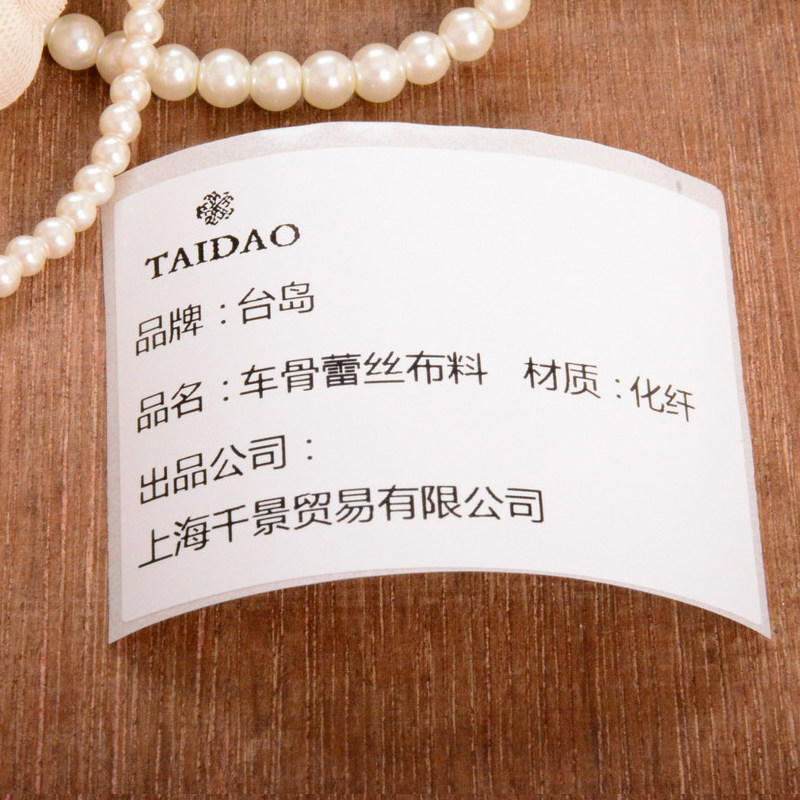 TAIDAO
品牌：台岛
品名：车骨蕾丝布料 材质：化纤
出品公司：
上海千景贸易有限公司